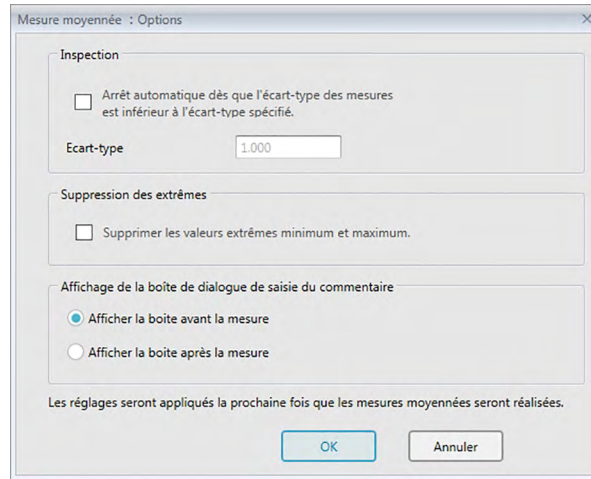 Mesure moyennée : Options
Inspection
Arrêt automatique dès que l'écart-type des mesures
est inférieur à l'écart-type spécifié.
Ecart-type 1.000
Suppression des extrêmes
Supprimer les valeurs extrêmes minimum et maximum.
Affichage de la boîte de dialogue de saisie du commentaire
Afficher la boite avant la mesure
Afficher la boite après la mesure
Les réglages seront appliqués la prochaine fois que les mesures moyennées seront réalisées.
OK Annuler